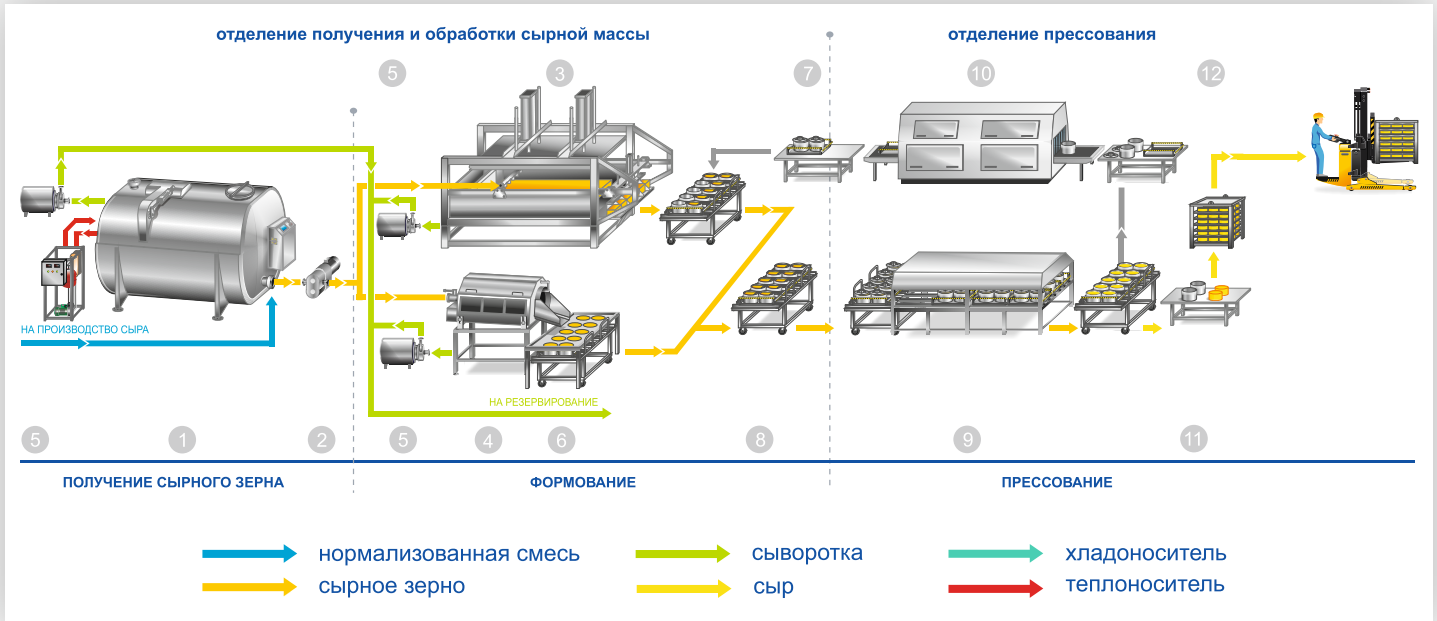 отделение получения и обработки сырной массы
отделение прессования
5
3
7
10
12
НА ПРОИЗВОДСТВО СЫРА
НА РЕЗЕРВИРОВАНИЕ
5
1
2
5
4
6
8
9
11
ПОЛУЧЕНИЕ СЫРНОГО ЗЕРНА
ФОРМОВАНИЕ
ПРЕССОВАНИЕ
нормализованная смесь
сыворотка
хладоноситель
сырное зерно
сыр
теплоноситель